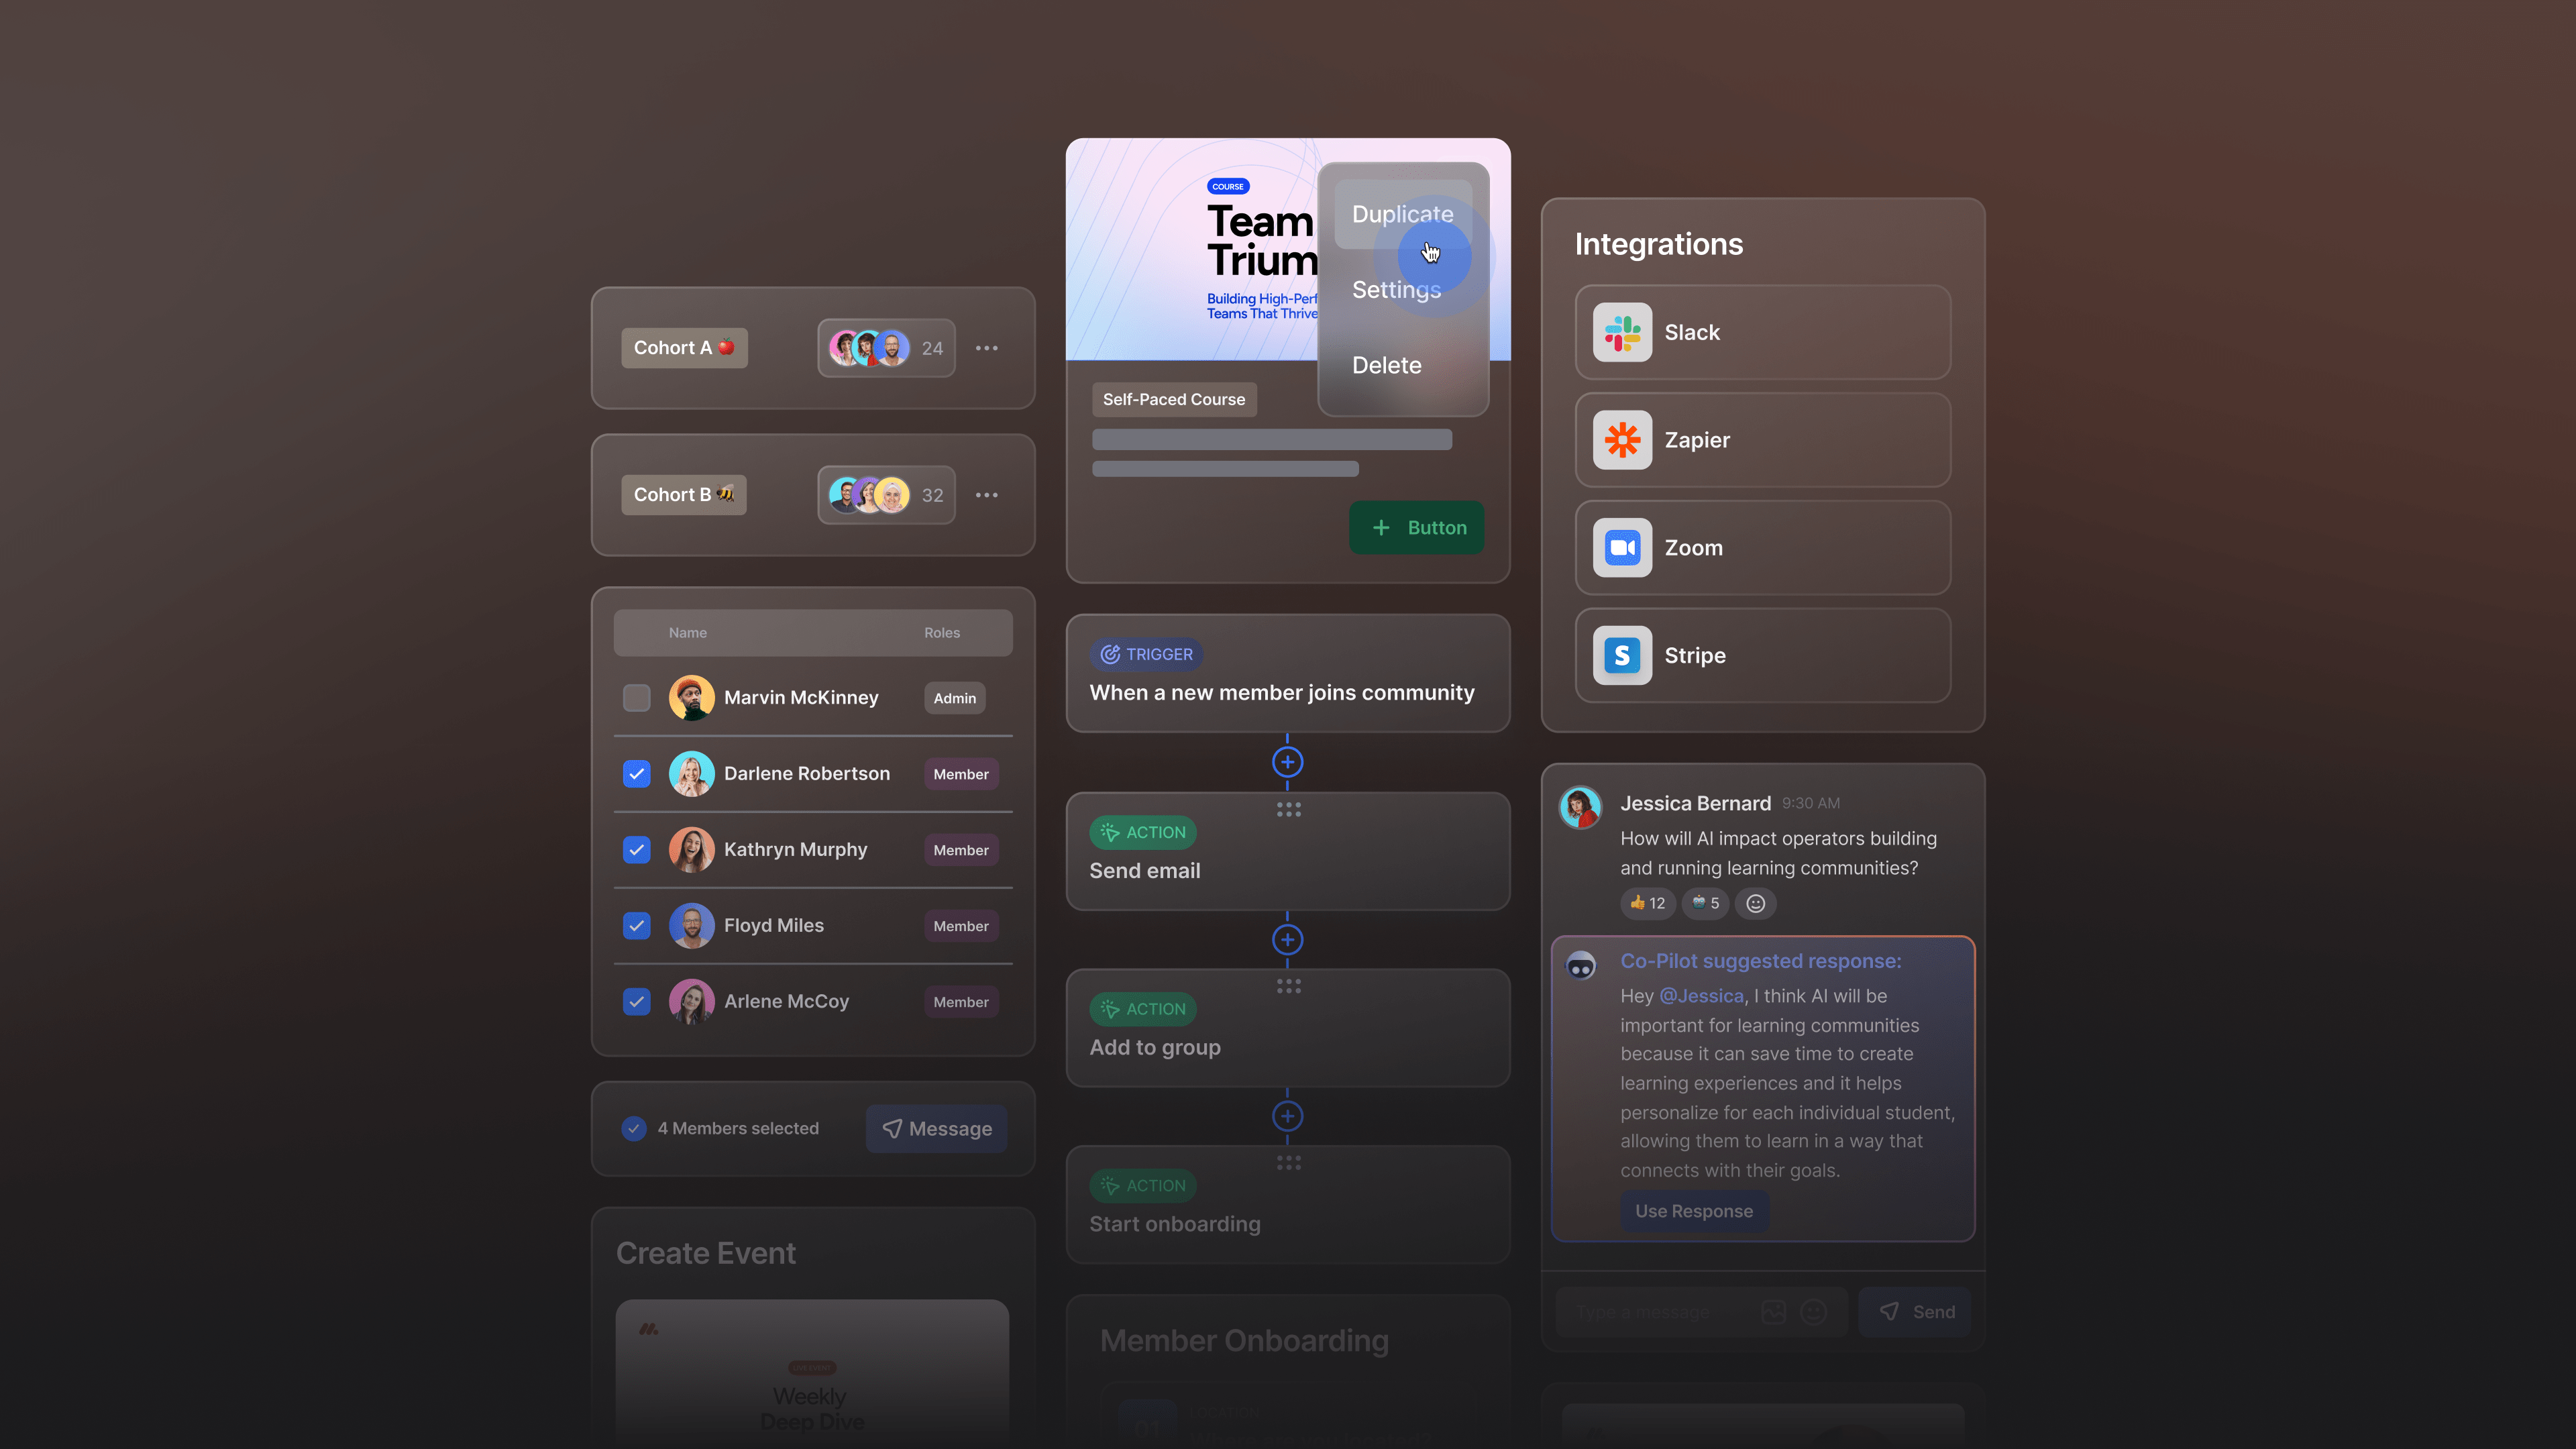 Cohort A
24
Cohort B
32
Name Roles
Marvin McKinney Admin
Darlene Robertson Member
Kathryn Murphy Member
Floyd Miles Member
Arlene McCoy Member
4 Members selected Message
Create Event
LIVE EVENT
Weekly
Deep Dive
COURSE
Team
Trium
Building High-Perf
Teams That Thrive
Duplicate
Settings
Delete
Self-Paced Course
Button
TRIGGER
When a new member joins community
ACTION
Send email
ACTION
Add to group
ACTION
Start onboarding
Member Onboarding
01
Integrations
Slack
Zapier
Zoom
S
Stripe
Jessica Bernard 9:30 AM
How will AI impact operators building
and running learning communities?
12 5
Co-Pilot suggested response:
Hey @Jessica, I think AI will be
important for learning communities
because it can save time to create
learning experiences and it helps
personalize for each individual student,
allowing them to learn in a way that
connects with their goals.
Use Response
Type a message Send